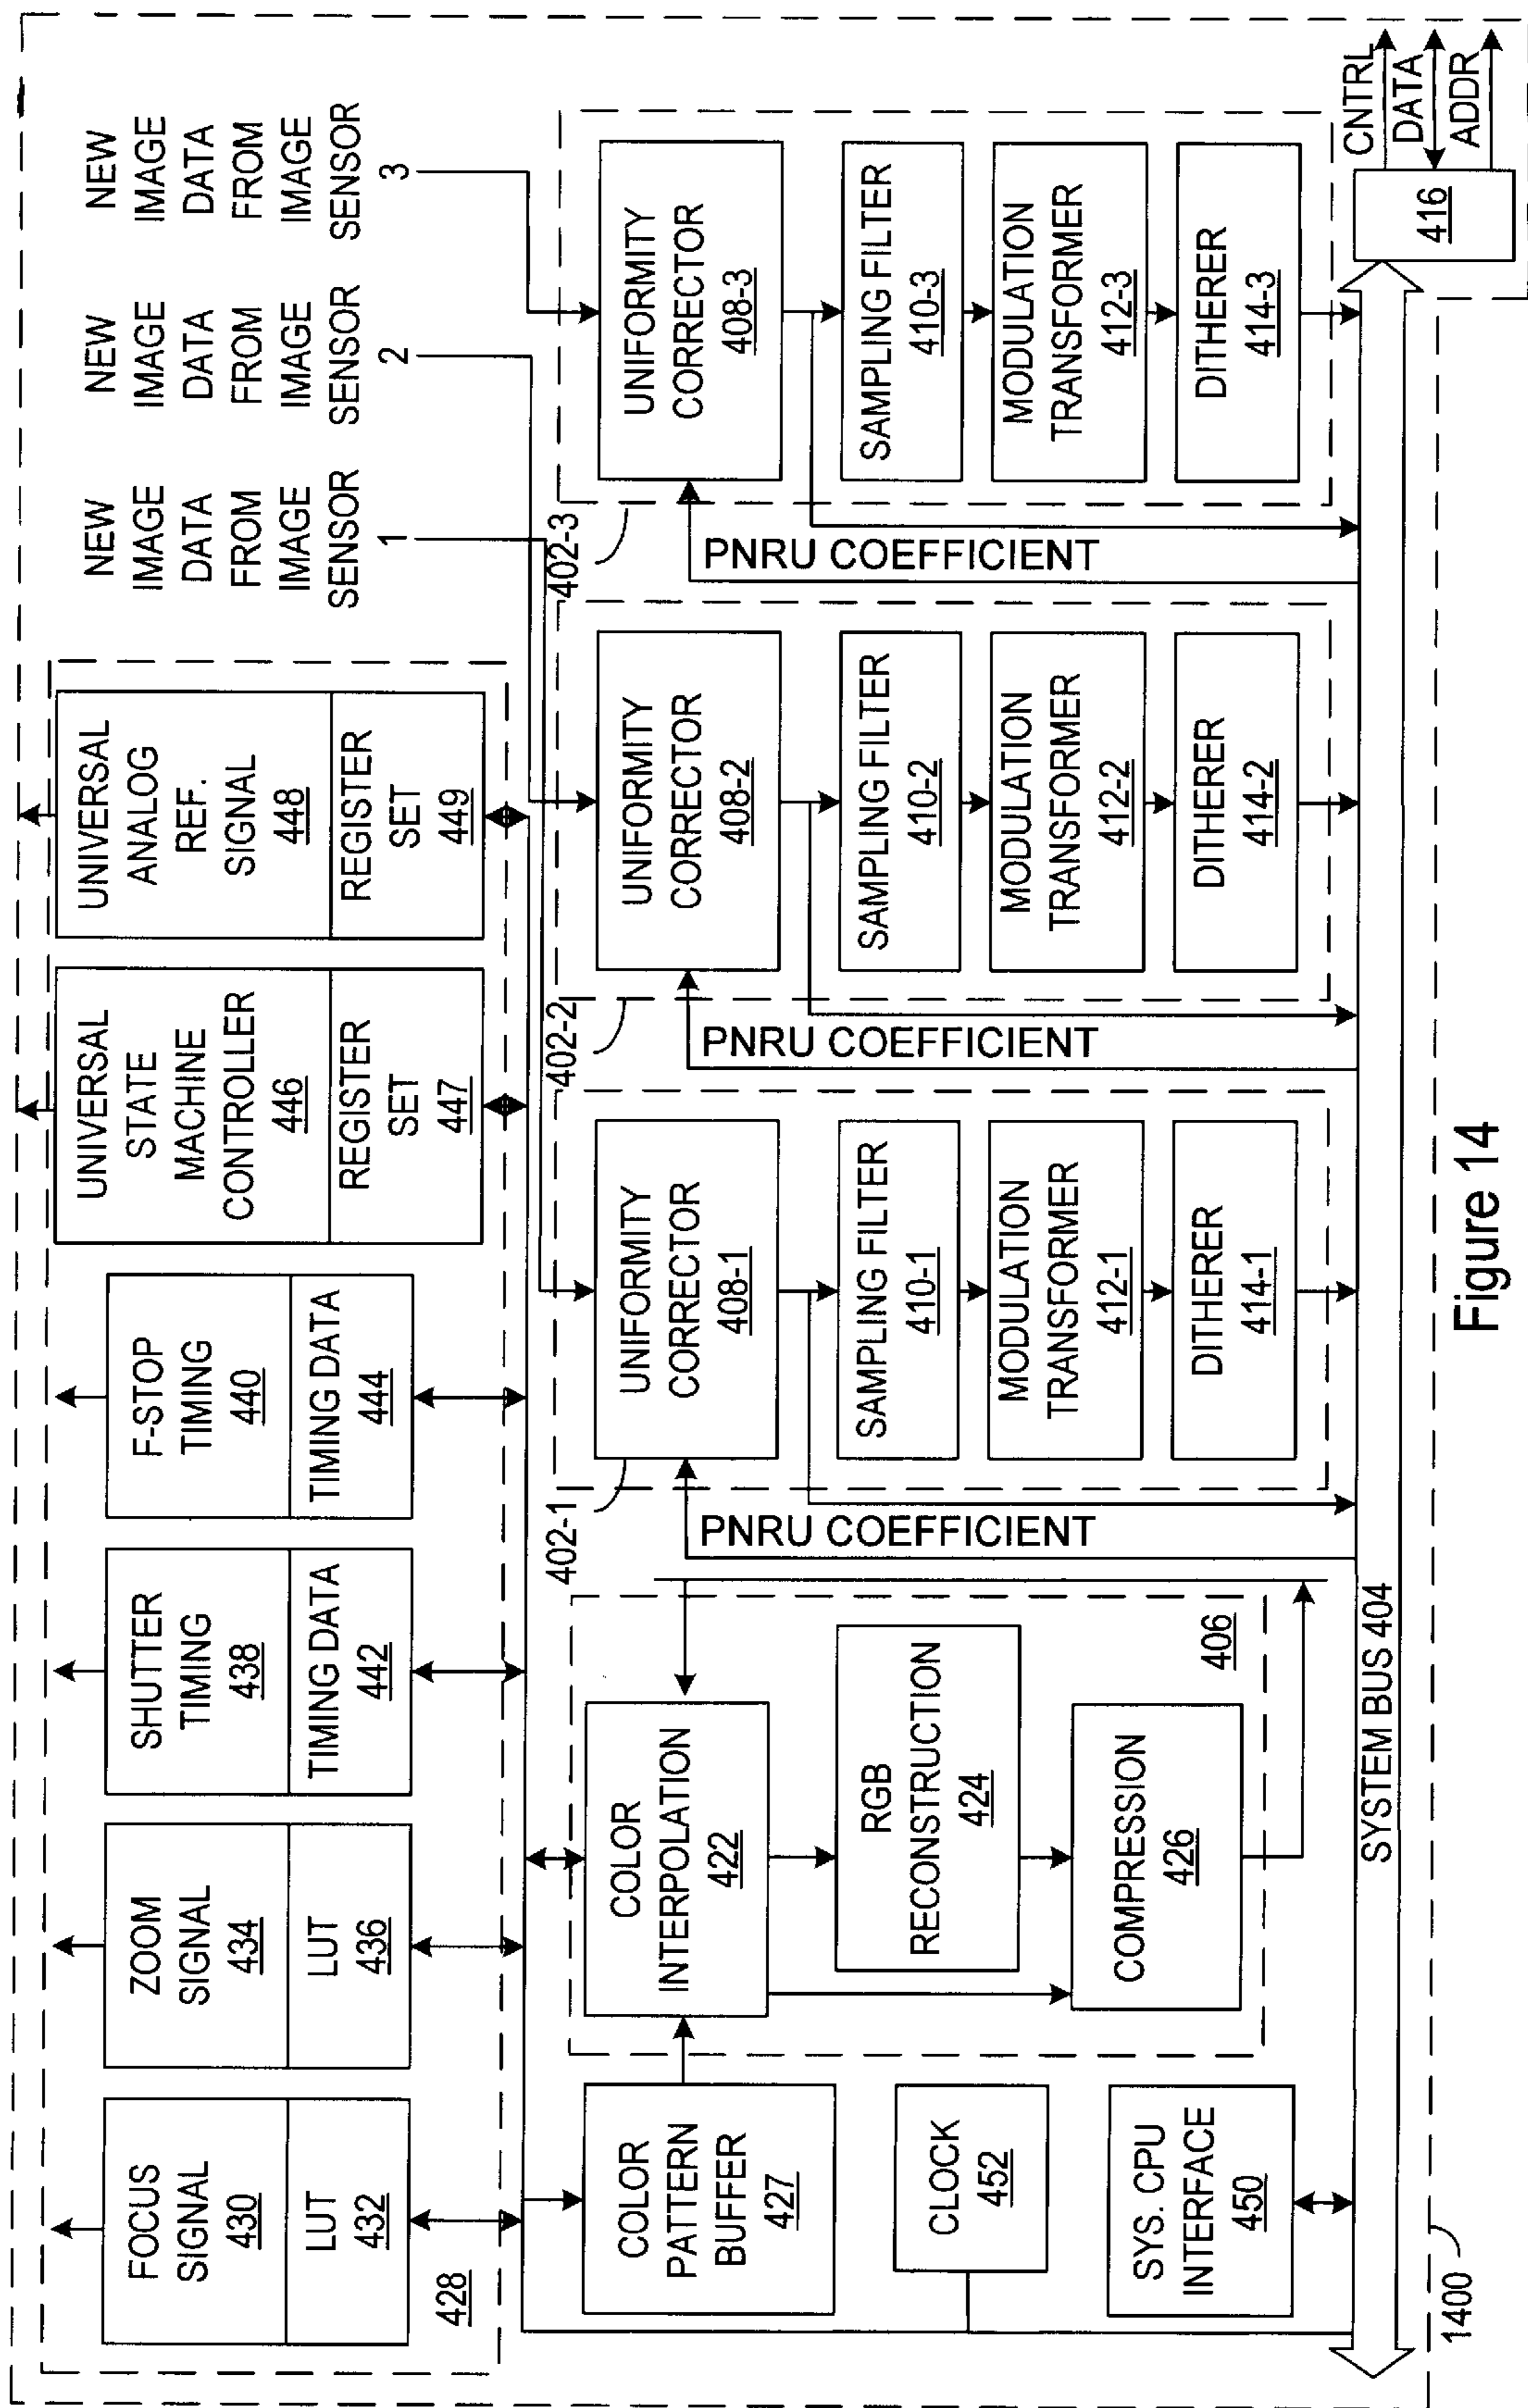 FOCUS
SIGNAL
430
LUT
432
ZOOM
SIGNAL
434
LUT
436
SHUTTER
TIMING
438
TIMING DATA
442
F-STOP
TIMING
440
TIMING DATA
444
UNIVERSAL
STATE
MACHINE
CONTROLLER
446
REGISTER
SET
447
UNIVERSAL
ANALOG
REF.
SIGNAL
448
REGISTER
SET
449
428
NEW
IMAGE
DATA
FROM
IMAGE
SENSOR
1
NEW
IMAGE
DATA
FROM
IMAGE
SENSOR
2
NEW
IMAGE
DATA
FROM
IMAGE
SENSOR
3
COLOR
PATTERN
BUFFER
427
CLOCK
452
SYS. CPU
INTERFACE
450
COLOR
INTERPOLATION
422
RGB
RECONSTRUCTION
424
COMPRESSION
426
406
402-1
PNRU COEFFICIENT
UNIFORMITY
CORRECTOR
408-1
SAMPLING FILTER
410-1
MODULATION
TRANSFORMER
412-1
DITHERER
414-1
402-2
PNRU COEFFICIENT
UNIFORMITY
CORRECTOR
408-2
SAMPLING FILTER
410-2
MODULATION
TRANSFORMER
412-2
DITHERER
414-2
402-3
PNRU COEFFICIENT
UNIFORMITY
CORRECTOR
408-3
SAMPLING FILTER
410-3
MODULATION
TRANSFORMER
412-3
DITHERER
414-3
SYSTEM BUS 404
416
CNTRL
DATA
ADDR
1400
Figure 14